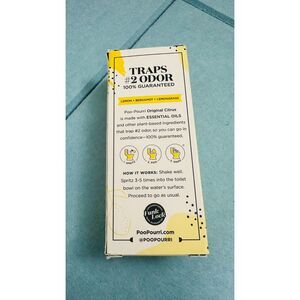 TRAPS
#2 ODOR
100% GUARANTEED
LEMON • BERGAMOT • LEMONGRASS
Poo-Pourri Original Citrus
is made with ESSENTIAL OILS
and other plant-based ingredients
that trap #2 odor, so you can go in
confidence—100% guaranteed.
HOW IT WORKS: Shake well.
Spritz 3-5 times into the toilet
bowl on the water's surface.
Proceed to go as usual.
Funk Lock
PooPourri.com
@POOPOURRI